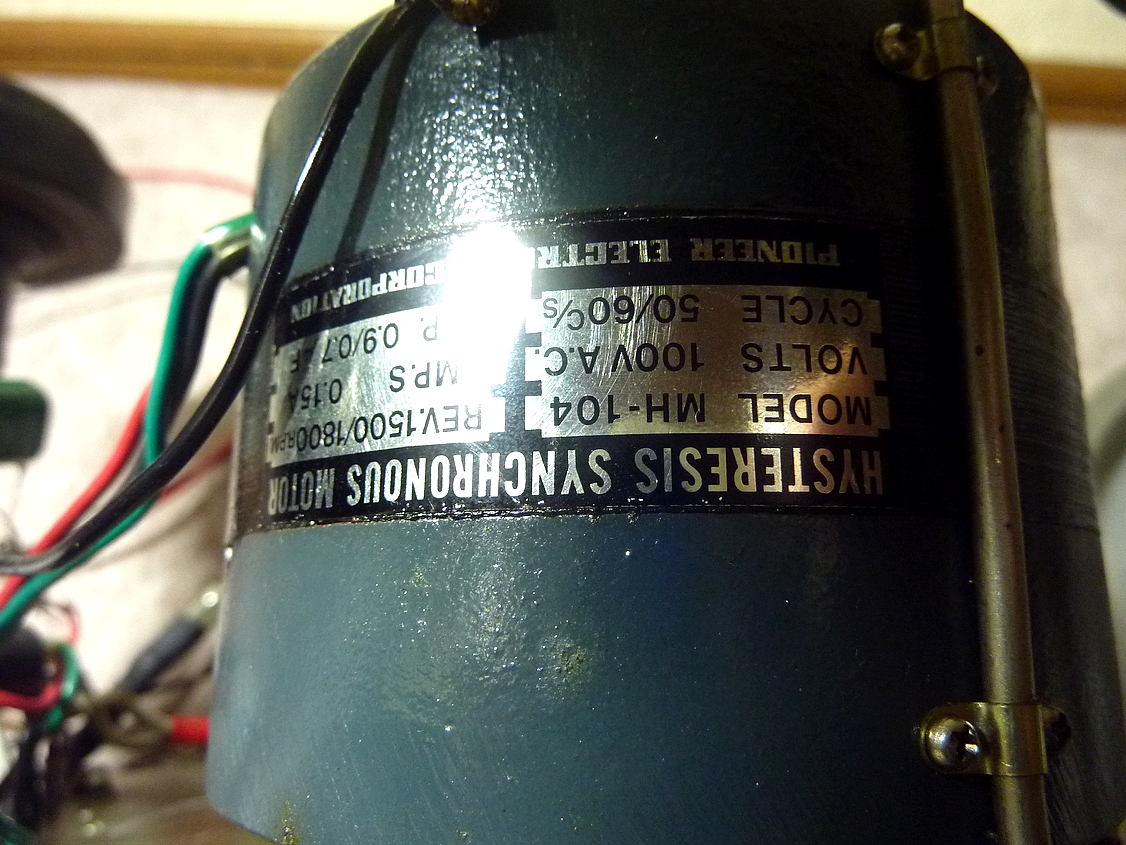 HYSTERESIS SYNCHRONOUS MOTOR
MODEL MH-104 REV.1500/1800R.P.M
VOLTS 100V A.C. 0.15A
CYCLE 50/60 C/S 0.9/0.7
PIONEER CORPORATION